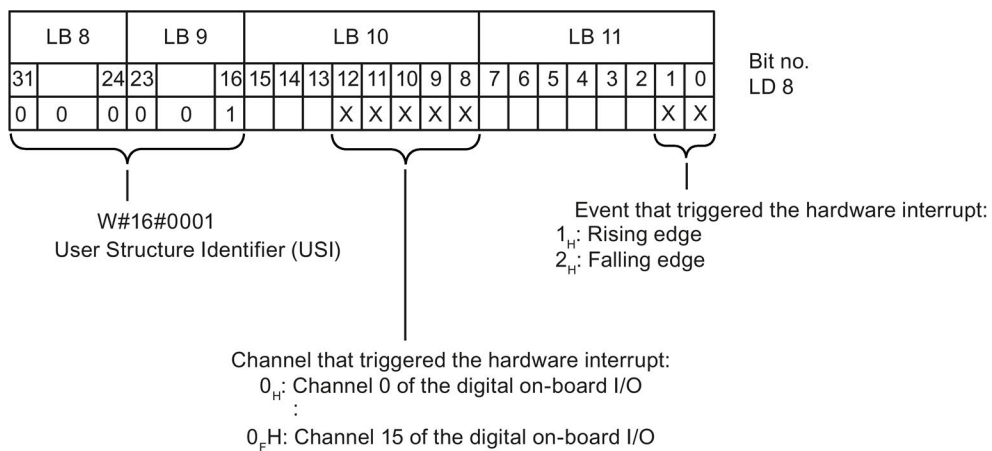 LB 8 LB 9 LB 10 LB 11
Bit no.
LD 8
31 24 23 16 15 14 13 12 11 10 9 8 7 6 5 4 3 2 1 0
0 0 0 0 0 1 X X X X X X X
W#16#0001
User Structure Identifier (USI)
Event that triggered the hardware interrupt:
1H: Rising edge
2H: Falling edge
Channel that triggered the hardware interrupt:
0H: Channel 0 of the digital on-board I/O
:
0FH: Channel 15 of the digital on-board I/O